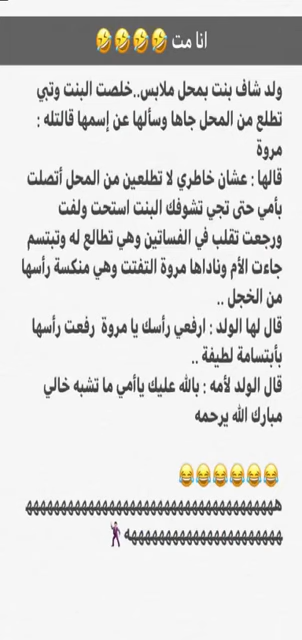 انا مت 🤣🤣🤣🤣
ولد شاف بنت بمحل ملابس..خلصت البنت وتبي
تطلع من المحل جاها وسألها عن إسمها قالتله :
مروة
قالها : عشان خاطري لا تطلعين من المحل أتصلت
بأمي حتى تجي تشوفك البنت استحت ولفت
ورجعت تقلب في الفساتين وهي تطالع له وتبتسم
جاءت الأم وناداها مروة التفتت وهي منكسة رأسها
من الخجل ..
قال لها الولد : ارفعي رأسك يا مروة رفعت رأسها
بأبتسامة لطيفة ..
قال الولد لأمه : بالله عليك ياأمي ما تشبه خالي
مبارك الله يرحمه
😂😂😂😂😂😂
ههههههههههههههههههههههههههههههههههه
ههههههههههههههههههههه🕺